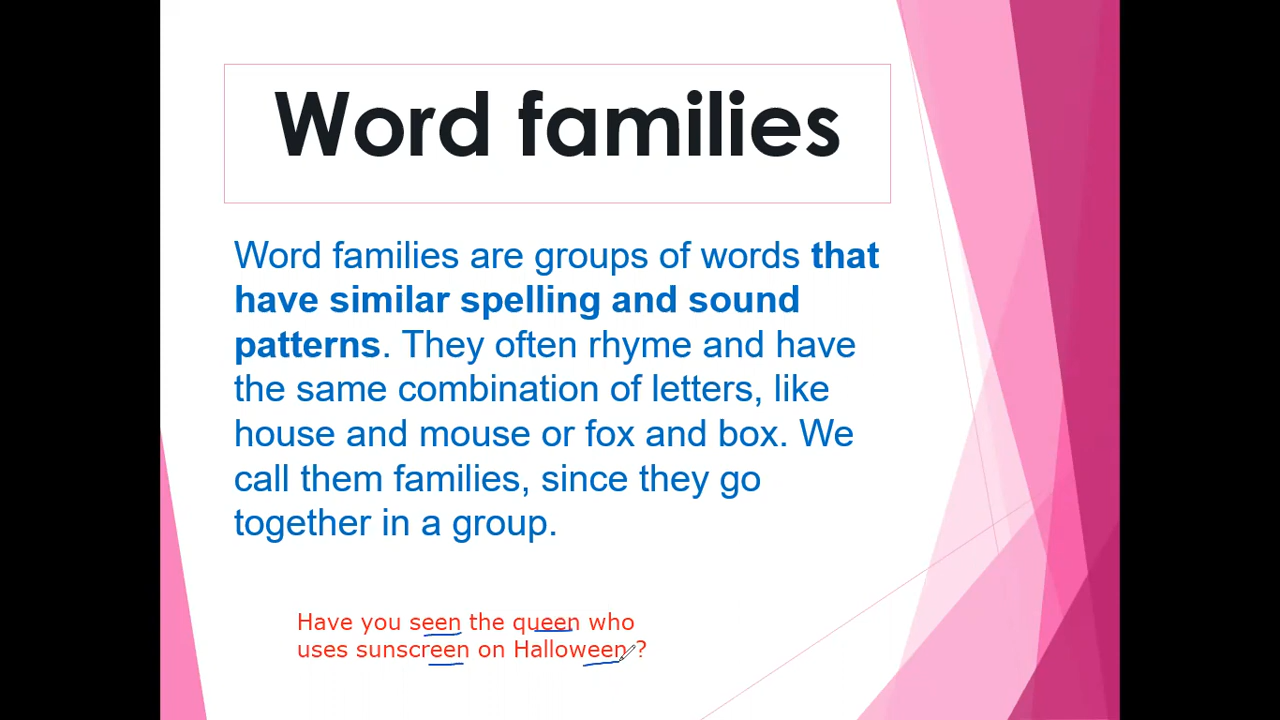 Word families
Word families are groups of words that
have similar spelling and sound
patterns. They often rhyme and have
the same combination of letters, like
house and mouse or fox and box. We
call them families, since they go
together in a group.
Have you seen the queen who
uses sunscreen on Halloween ?